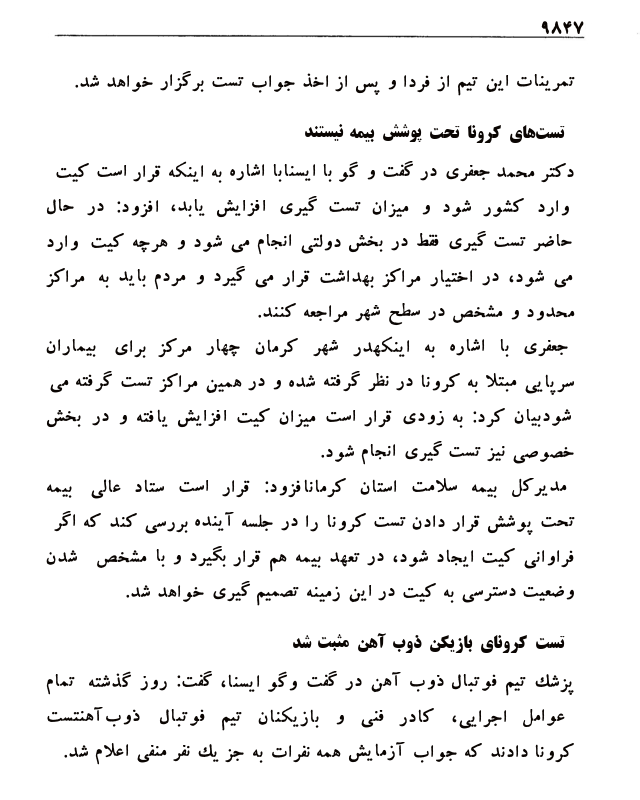 ۹۸۴۷
تمرینات این تیم از فردا و پس از اخذ جواب تست برگزار خواهد شد.
تست‌های کرونا تحت پوشش بیمه نیستند
دکتر محمد جعفری در گفت و گو با ایسنابا اشاره به اینکه قرار است کیت
وارد کشور شود و میزان تست گیری افزایش یابد، افزود: در حال
حاضر تست گیری فقط در بخش دولتی انجام می شود و هرچه کیت وارد
می شود، در اختیار مراکز بهداشت قرار می گیرد و مردم باید به مراکز
محدود و مشخص در سطح شهر مراجعه کنند.
جعفری با اشاره به اینکهدر شهر کرمان چهار مرکز برای بیماران
سرپایی مبتلا به کرونا در نظر گرفته شده و در همین مراکز تست گرفته می
شودبیان کرد: به زودی قرار است میزان کیت افزایش یافته و در بخش
خصوصی نیز تست گیری انجام شود.
مدیرکل بیمه سلامت استان کرمانافزود: قرار است ستاد عالی بیمه
تحت پوشش قرار دادن تست کرونا را در جلسه آینده بررسی کند که اگر
فراوانی کیت ایجاد شود، در تعهد بیمه هم قرار بگیرد و با مشخص شدن
وضعیت دسترسی به کیت در این زمینه تصمیم گیری خواهد شد.
تست کرونای بازیکن ذوب آهن مثبت شد
پزشك تیم فوتبال ذوب آهن در گفت وگو ایسنا، گفت: روز گذشته تمام
عوامل اجرایی، کادر فنی و بازیکنان تیم فوتبال ذوب‌آهنتست
کرونا دادند که جواب آزمایش همه نفرات به جز یك نفر منفی اعلام شد.